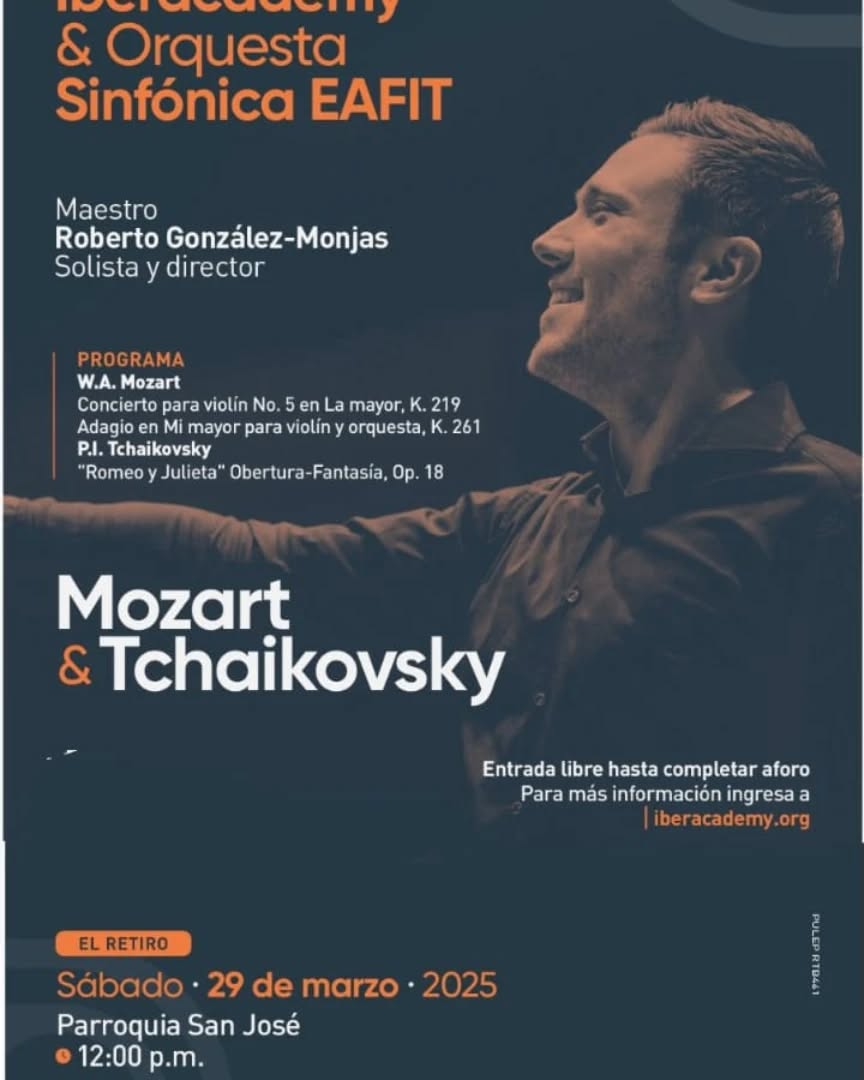 Iberacademy
& Orquesta
Sinfónica EAFIT
Maestro
Roberto González-Monjas
Solista y director
PROGRAMA
W.A. Mozart
Concierto para violín No. 5 en La mayor, K. 219
Adagio en Mi mayor para violín y orquesta, K. 261
P.I. Tchaikovsky
"Romeo y Julieta" Obertura-Fantasía, Op. 18
Mozart
& Tchaikovsky
Entrada libre hasta completar aforo
Para más información ingresa a
| iberacademy.org
EL RETIRO
Sábado · 29 de marzo · 2025
Parroquia San José
12:00 p.m.
PULEP